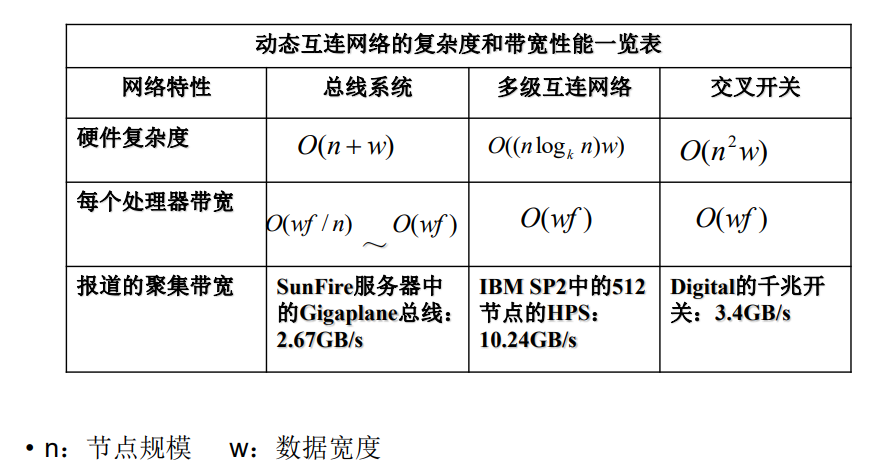 动态互连网络的复杂度和带宽性能一览表
网络特性 总线系统 多级互连网络 交叉开关
硬件复杂度 O(n + w) O((n log_k n)w) O(n²w)
每个处理器带宽 O(wf / n) ~ O(wf) O(wf) O(wf)
报道的聚集带宽 SunFire服务器中的Gigaplane总线：2.67GB/s IBM SP2中的512节点的HPS：10.24GB/s Digital的千兆开关：3.4GB/s
• n：节点规模 w：数据宽度